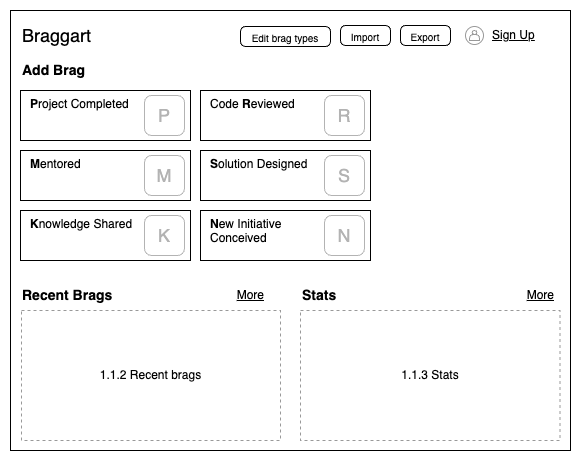 Braggart
Edit brag types
Import
Export
Sign Up
Add Brag
Project Completed
P
Code Reviewed
R
Mentored
M
Solution Designed
S
Knowledge Shared
K
New Initiative
Conceived
N
Recent Brags
More
Stats
More
1.1.2 Recent brags
1.1.3 Stats